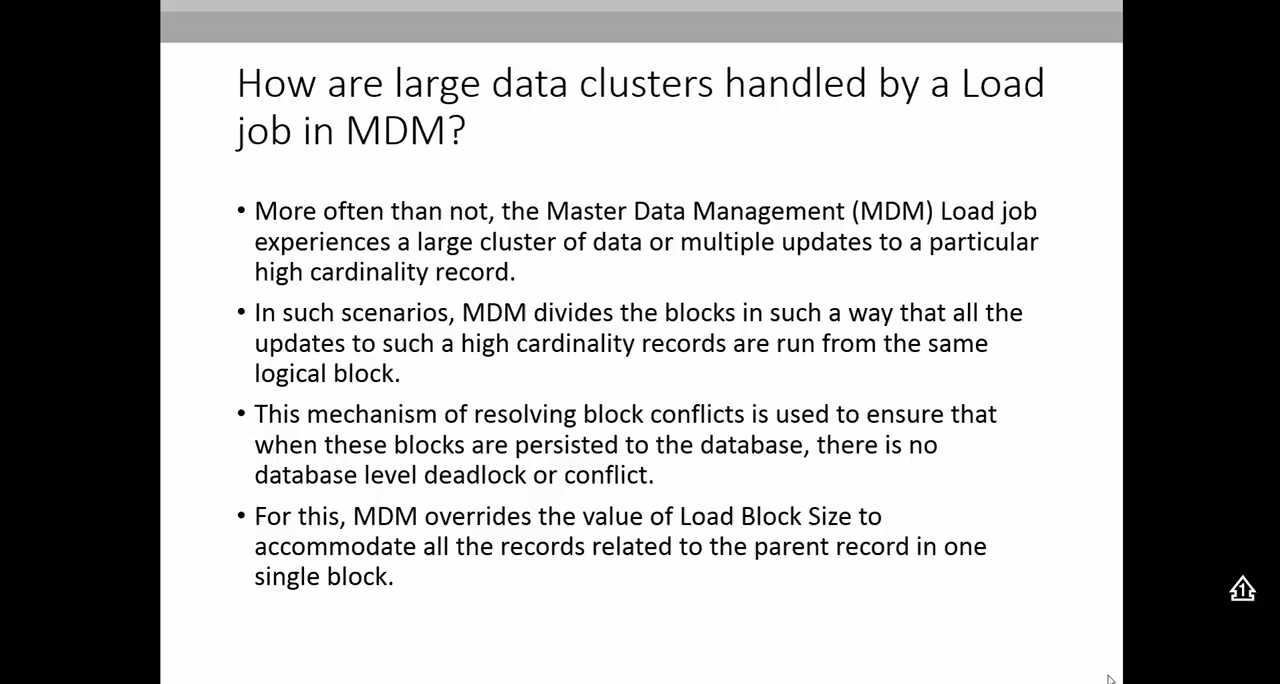 How are large data clusters handled by a Load
job in MDM?
• More often than not, the Master Data Management (MDM) Load job
experiences a large cluster of data or multiple updates to a particular
high cardinality record.
• In such scenarios, MDM divides the blocks in such a way that all the
updates to such a high cardinality records are run from the same
logical block.
• This mechanism of resolving block conflicts is used to ensure that
when these blocks are persisted to the database, there is no
database level deadlock or conflict.
• For this, MDM overrides the value of Load Block Size to
accommodate all the records related to the parent record in one
single block.
1